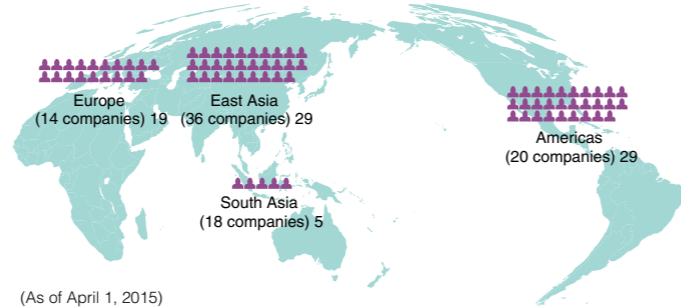 Europe
(14 companies) 19
East Asia
(36 companies) 29
Americas
(20 companies) 29
South Asia
(18 companies) 5
(As of April 1, 2015)